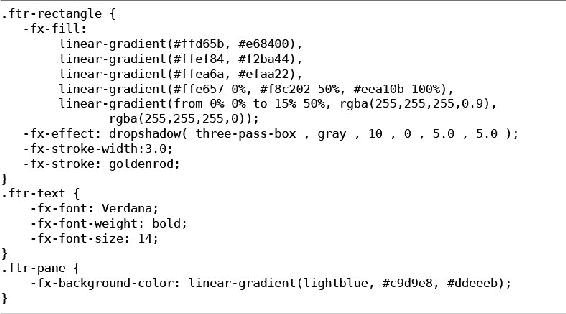 .ftr-rectangle {
-fx-fill:
linear-gradient(#ffd65b, #e68400),
linear-gradient(#ffef84, #f2ba44),
linear-gradient(#ffea6a, #efaa22),
linear-gradient(#ffe657 0%, #f8c202 50%, #eea10b 100%),
linear-gradient(from 0% 0% to 15% 50%, rgba(255,255,255,0.9),
rgba(255,255,255,0));
-fx-effect: dropshadow( three-pass-box , gray , 10 , 0 , 5.0 , 5.0 );
-fx-stroke-width:3.0;
-fx-stroke: goldenrod;
}
.ftr-text {
-fx-font: Verdana;
-fx-font-weight: bold;
-fx-font-size: 14;
}
.ftr-pane {
-fx-background-color: linear-gradient(lightblue, #c9d9e8, #ddeeeb);
}